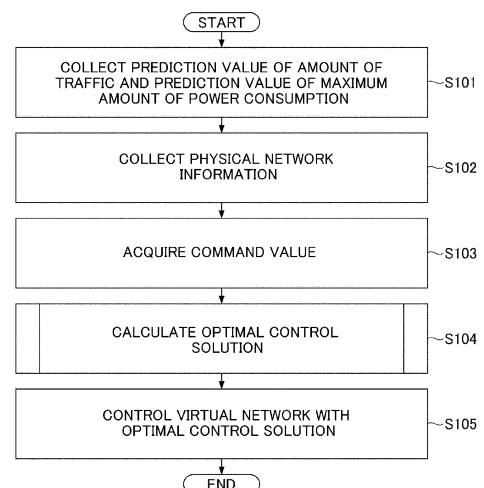 START
COLLECT PREDICTION VALUE OF AMOUNT OF
TRAFFIC AND PREDICTION VALUE OF MAXIMUM
AMOUNT OF POWER CONSUMPTION
S101
COLLECT PHYSICAL NETWORK
INFORMATION
S102
ACQUIRE COMMAND VALUE
S103
CALCULATE OPTIMAL CONTROL
SOLUTION
S104
CONTROL VIRTUAL NETWORK WITH
OPTIMAL CONTROL SOLUTION
S105
END